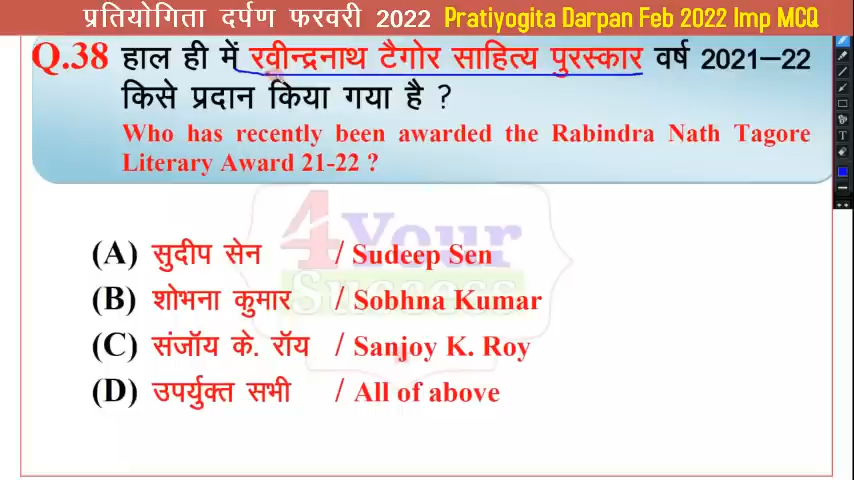 प्रतियोगिता दर्पण फरवरी 2022 Pratiyogita Darpan Feb 2022 Imp MCQ
Q.38 हाल ही में रवीन्द्रनाथ टैगोर साहित्य पुरस्कार वर्ष 2021–22
किसे प्रदान किया गया है ?
Who has recently been awarded the Rabindra Nath Tagore
Literary Award 21-22 ?
4Your
Success
(A) सुदीप सेन / Sudeep Sen
(B) शोभना कुमार / Sobhna Kumar
(C) संजॉय के. रॉय / Sanjoy K. Roy
(D) उपर्युक्त सभी / All of above